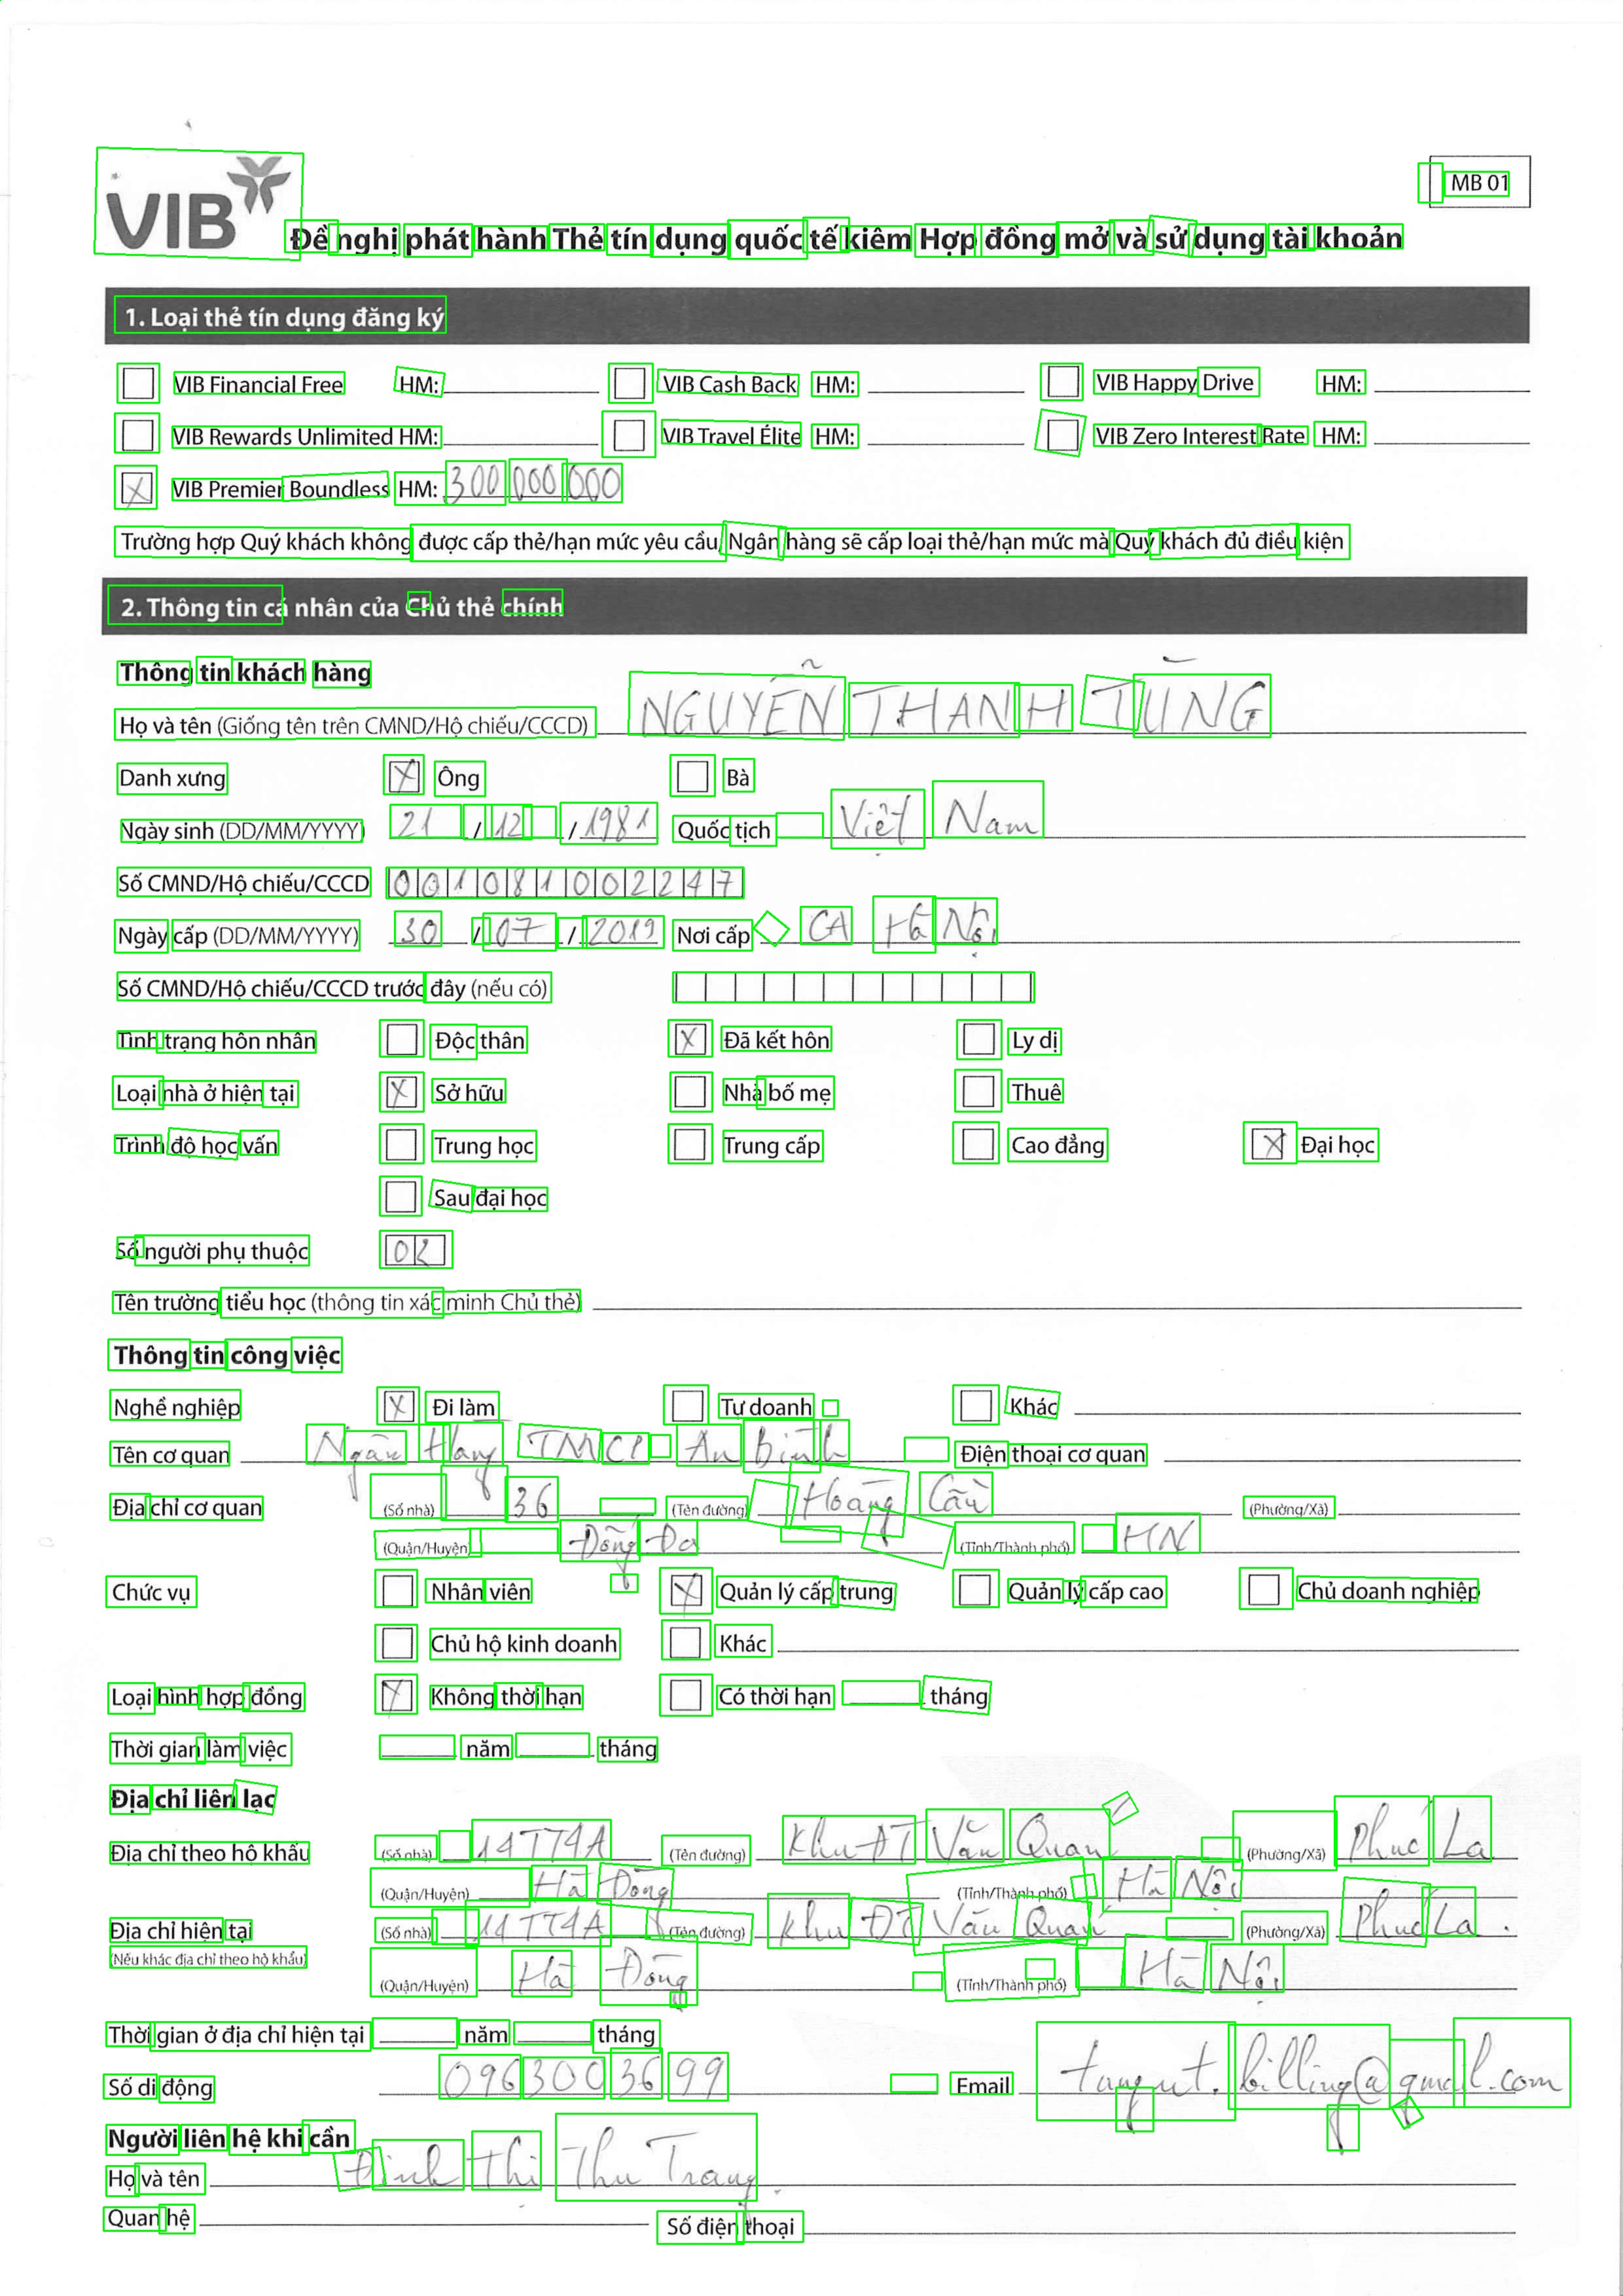 VIB
MB 01
Đề nghị phát hành Thẻ tín dụng quốc tế kiêm Hợp đồng mở và sử dụng tài khoản
1. Loại thẻ tín dụng đăng ký
VIB Financial Free HM: VIB Cash Back HM: VIB Happy Drive HM:
VIB Rewards Unlimited HM: VIB Travel Élite HM: VIB Zero Interest Rate HM:
X VIB Premier Boundless HM: 300 000 000
Trường hợp Quý khách không được cấp thẻ/hạn mức yêu cầu, Ngân hàng sẽ cấp loại thẻ/hạn mức mà Quý khách đủ điều kiện
2. Thông tin cá nhân của Chủ thẻ chính
Thông tin khách hàng
Họ và tên (Giống tên trên CMND/Hộ chiếu/CCCD) NGUYỄN THANH TÙNG
Danh xưng X Ông Bà
Ngày sinh (DD/MM/YYYY) 21 / 12 / 1981 Quốc tịch Việt Nam
Số CMND/Hộ chiếu/CCCD 001081002247
Ngày cấp (DD/MM/YYYY) 30 / 07 / 2019 Nơi cấp CA Hà Nội
Số CMND/Hộ chiếu/CCCD trước đây (nếu có)
Tình trạng hôn nhân Độc thân X Đã kết hôn Ly dị
Loại nhà ở hiện tại X Sở hữu Nhà bố mẹ Thuê
Trình độ học vấn Trung học Trung cấp Cao đẳng X Đại học
Sau đại học
Số người phụ thuộc 02
Tên trường tiểu học (thông tin xác minh Chủ thẻ)
Thông tin công việc
Nghề nghiệp X Đi làm Tự doanh Khác
Tên cơ quan Ngân Hàng TMCP An Bình Điện thoại cơ quan
Địa chỉ cơ quan (Số nhà) 36 (Tên đường) Hoàng Cầu (Phường/Xã)
(Quận/Huyện) Đống Đa (Tỉnh/Thành phố) HN
Chức vụ Nhân viên X Quản lý cấp trung Quản lý cấp cao Chủ doanh nghiệp
Chủ hộ kinh doanh Khác
Loại hình hợp đồng X Không thời hạn Có thời hạn tháng
Thời gian làm việc năm tháng
Địa chỉ liên lạc
Địa chỉ theo hộ khẩu (Số nhà) 14TT4A (Tên đường) Khu ĐT Văn Quán (Phường/Xã) Phúc La
(Quận/Huyện) Hà Đông (Tỉnh/Thành phố) Hà Nội
Địa chỉ hiện tại (Số nhà) 14TT4A (Tên đường) Khu ĐT Văn Quán (Phường/Xã) Phúc La.
(Nếu khác địa chỉ theo hộ khẩu)
(Quận/Huyện) Hà Đông (Tỉnh/Thành phố) Hà Nội
Thời gian ở địa chỉ hiện tại năm tháng
Số di động 0963003699 Email tungnt.billing@gmail.com
Người liên hệ khi cần
Họ và tên Đinh Thị Thu Trang
Quan hệ Số điện thoại